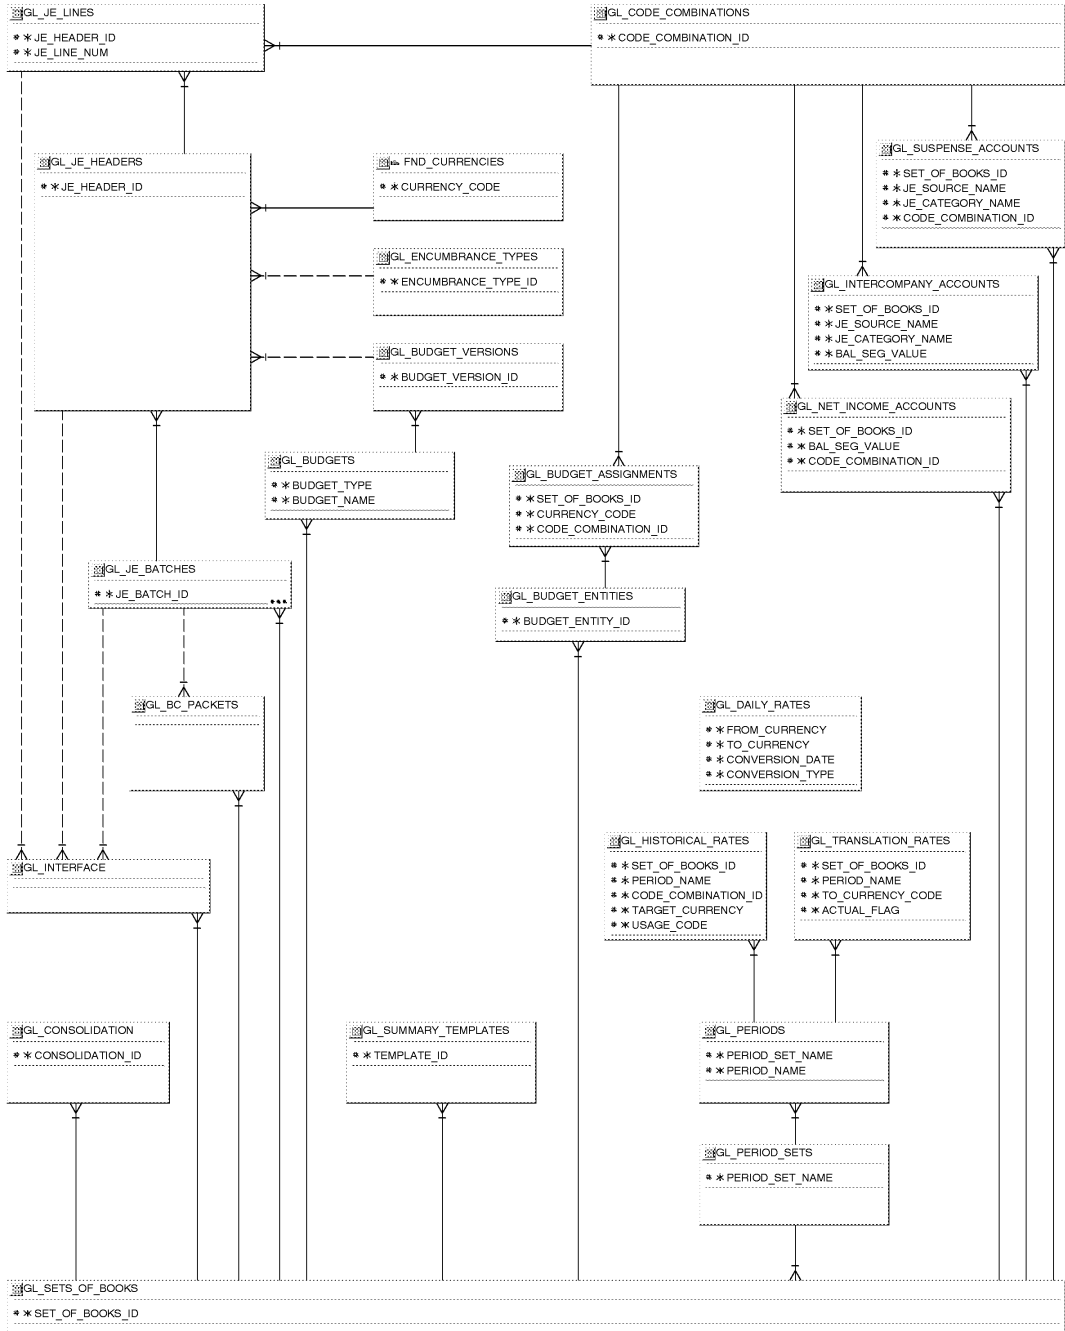 GL_JE_LINES
# * JE_HEADER_ID
# * JE_LINE_NUM
GL_CODE_COMBINATIONS
# * CODE_COMBINATION_ID
GL_SUSPENSE_ACCOUNTS
# * SET_OF_BOOKS_ID
# * JE_SOURCE_NAME
# * JE_CATEGORY_NAME
# * CODE_COMBINATION_ID
GL_JE_HEADERS
# * JE_HEADER_ID
FND_CURRENCIES
# * CURRENCY_CODE
GL_ENCUMBRANCE_TYPES
# * ENCUMBRANCE_TYPE_ID
GL_INTERCOMPANY_ACCOUNTS
# * SET_OF_BOOKS_ID
# * JE_SOURCE_NAME
# * JE_CATEGORY_NAME
# * BAL_SEG_VALUE
GL_BUDGET_VERSIONS
# * BUDGET_VERSION_ID
GL_NET_INCOME_ACCOUNTS
# * SET_OF_BOOKS_ID
# * BAL_SEG_VALUE
# * CODE_COMBINATION_ID
GL_BUDGETS
# * BUDGET_TYPE
# * BUDGET_NAME
GL_BUDGET_ASSIGNMENTS
# * SET_OF_BOOKS_ID
# * CURRENCY_CODE
# * CODE_COMBINATION_ID
GL_JE_BATCHES
# * JE_BATCH_ID
...
GL_BUDGET_ENTITIES
# * BUDGET_ENTITY_ID
GL_BC_PACKETS
GL_DAILY_RATES
# * FROM_CURRENCY
# * TO_CURRENCY
# * CONVERSION_DATE
# * CONVERSION_TYPE
GL_INTERFACE
GL_HISTORICAL_RATES
# * SET_OF_BOOKS_ID
# * PERIOD_NAME
# * CODE_COMBINATION_ID
# * TARGET_CURRENCY
# * USAGE_CODE
GL_TRANSLATION_RATES
# * SET_OF_BOOKS_ID
# * PERIOD_NAME
# * TO_CURRENCY_CODE
# * ACTUAL_FLAG
GL_CONSOLIDATION
# * CONSOLIDATION_ID
GL_SUMMARY_TEMPLATES
# * TEMPLATE_ID
GL_PERIODS
# * PERIOD_SET_NAME
# * PERIOD_NAME
GL_PERIOD_SETS
# * PERIOD_SET_NAME
GL_SETS_OF_BOOKS
# * SET_OF_BOOKS_ID